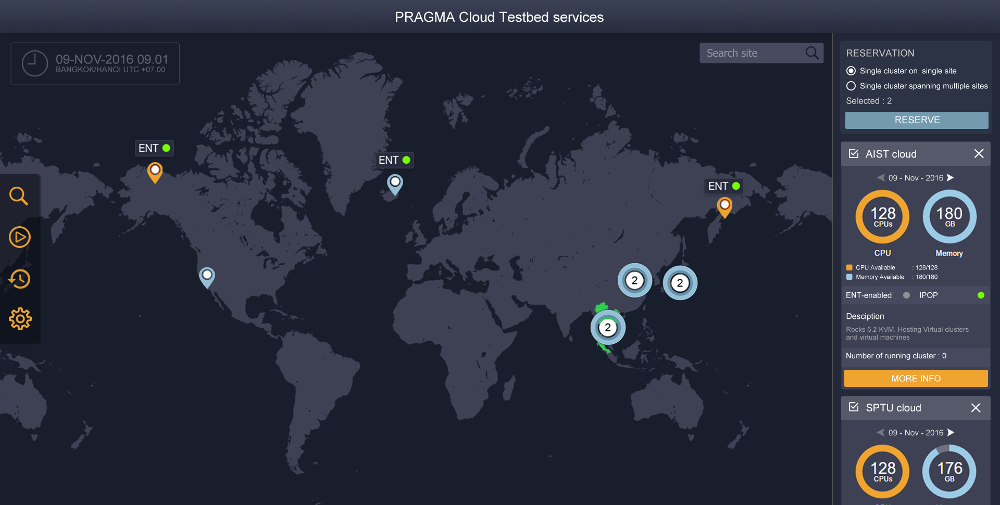 PRAGMA Cloud Testbed services
09-NOV-2016 09.01
BANGKOK/HANOI UTC +07.00
Search site
ENT
ENT
ENT
2
2
2
RESERVATION
Single cluster on single site
Single cluster spanning multiple sites
Selected : 2
RESERVE
AIST cloud
09 - Nov - 2016
128
CPUs
180
GB
CPU
Memory
CPU Available : 128/128
Memory Available : 180/180
ENT-enabled
IPOP
Desciption
Rocks 6.2 KVM. Hosting Virtual clusters
and virtual machines
Number of running cluster : 0
MORE INFO
SPTU cloud
09 - Nov - 2016
128
CPUs
176
GB